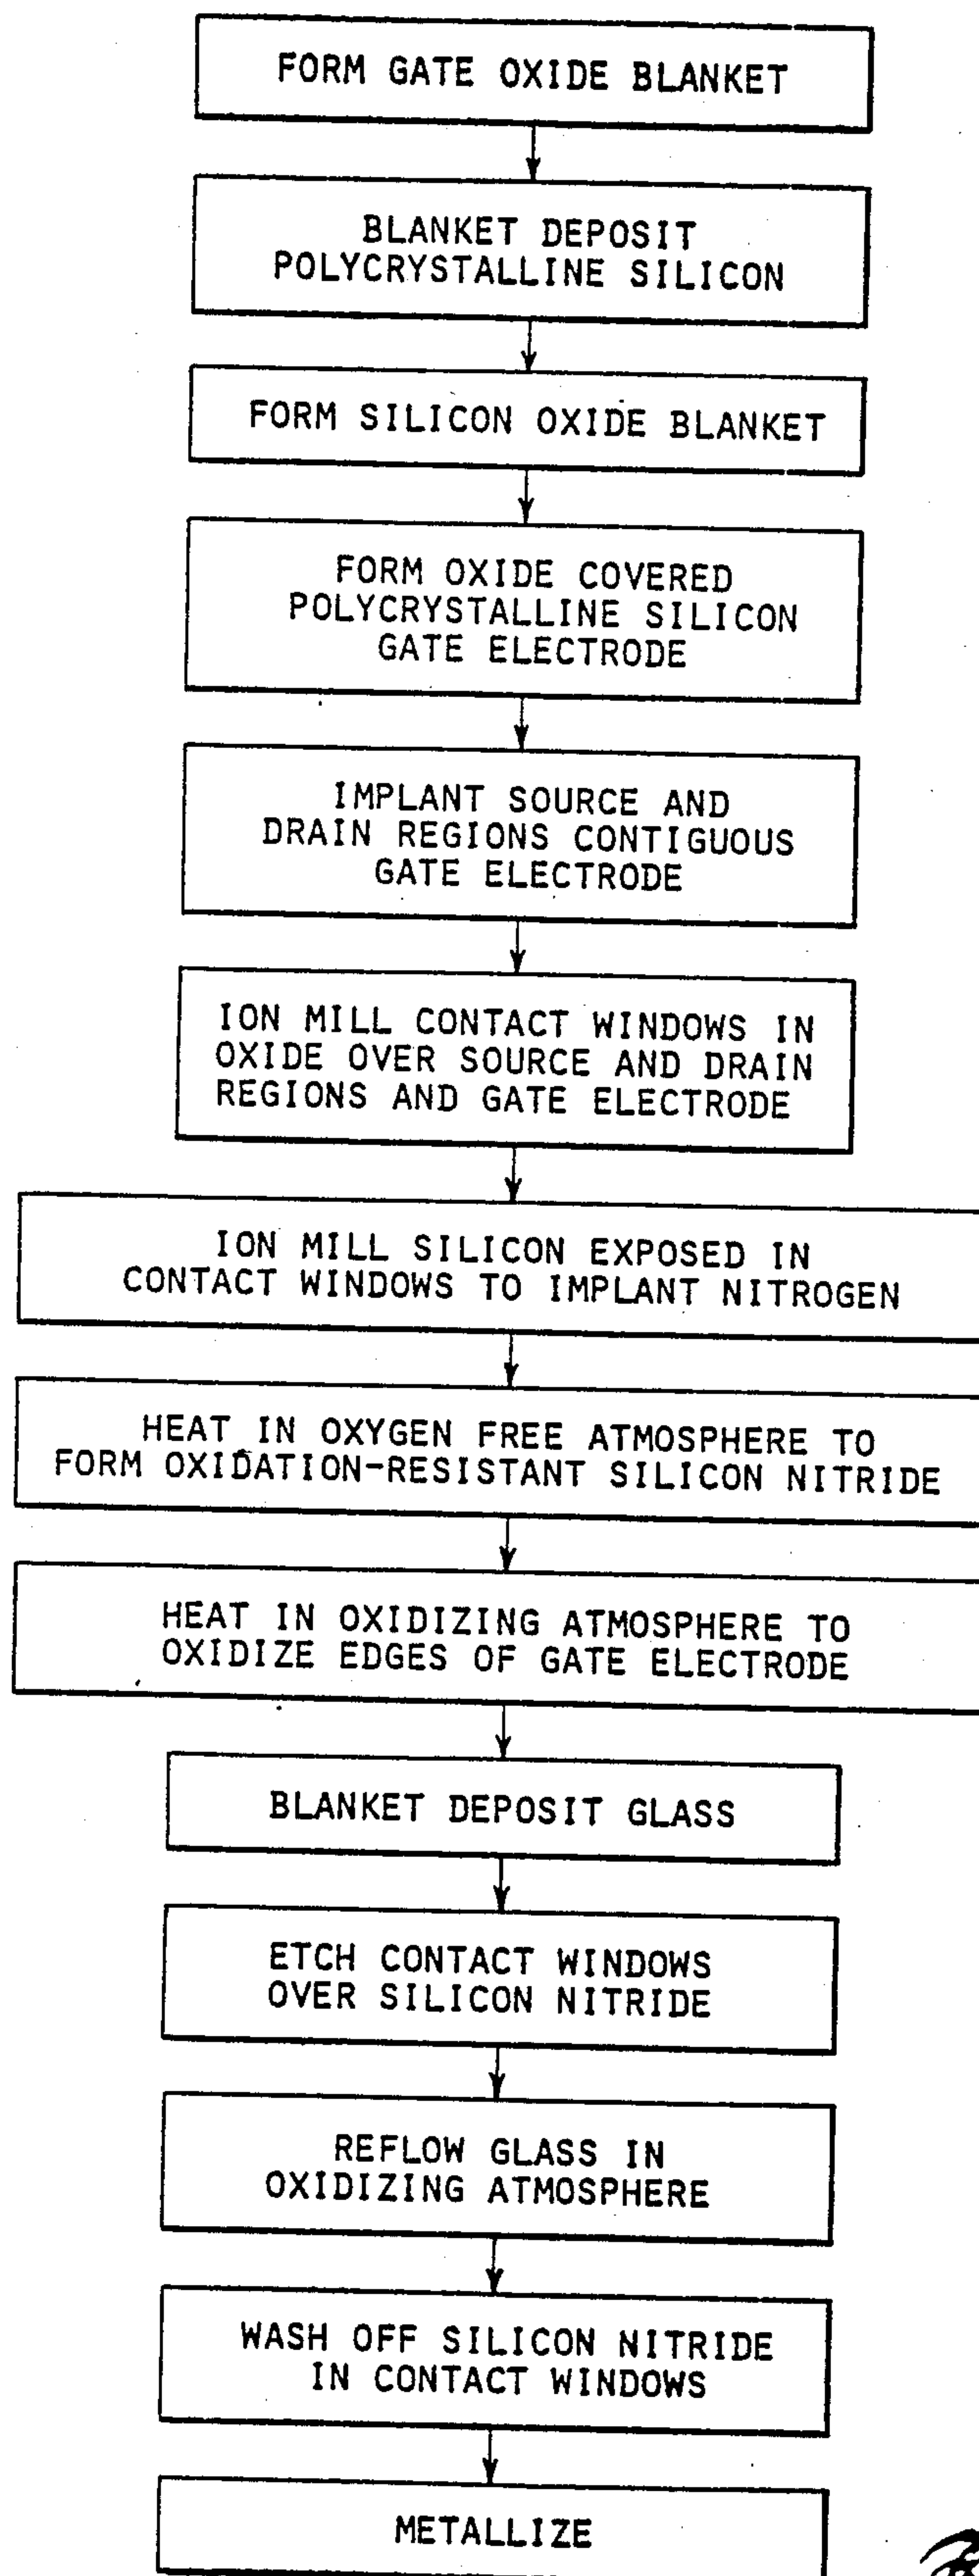 FORM GATE OXIDE BLANKET
BLANKET DEPOSIT
POLYCRYSTALLINE SILICON
FORM SILICON OXIDE BLANKET
FORM OXIDE COVERED
POLYCRYSTALLINE SILICON
GATE ELECTRODE
IMPLANT SOURCE AND
DRAIN REGIONS CONTIGUOUS
GATE ELECTRODE
ION MILL CONTACT WINDOWS IN
OXIDE OVER SOURCE AND DRAIN
REGIONS AND GATE ELECTRODE
ION MILL SILICON EXPOSED IN
CONTACT WINDOWS TO IMPLANT NITROGEN
HEAT IN OXYGEN FREE ATMOSPHERE TO
FORM OXIDATION-RESISTANT SILICON NITRIDE
HEAT IN OXIDIZING ATMOSPHERE TO
OXIDIZE EDGES OF GATE ELECTRODE
BLANKET DEPOSIT GLASS
ETCH CONTACT WINDOWS
OVER SILICON NITRIDE
REFLOW GLASS IN
OXIDIZING ATMOSPHERE
WASH OFF SILICON NITRIDE
IN CONTACT WINDOWS
METALLIZE